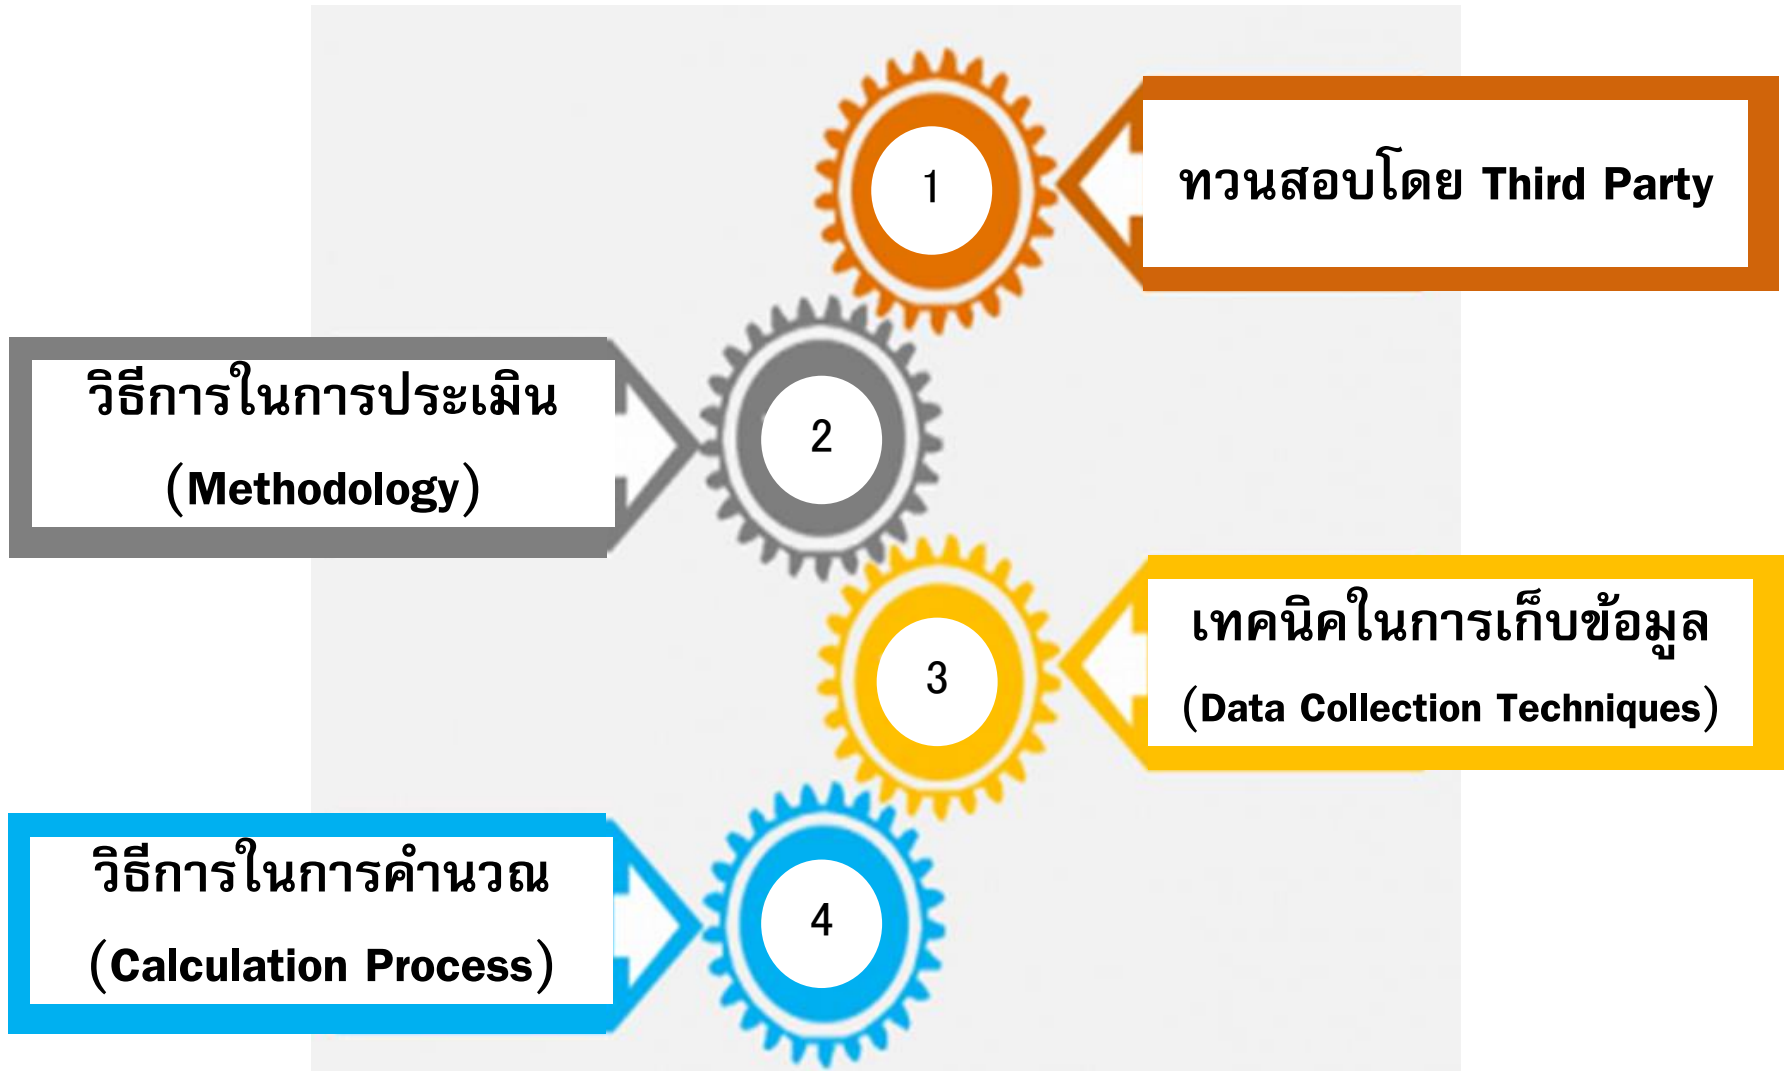 1
ทวนสอบโดย Third Party
2
วิธีการในการประเมิน
(Methodology)
3
เทคนิคในการเก็บข้อมูล
(Data Collection Techniques)
4
วิธีการในการคำนวณ
(Calculation Process)